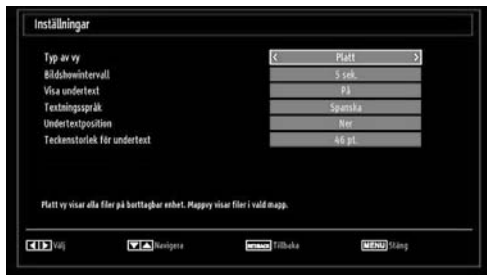 Inställningar
Typ av vy < Platt >
Bildshowintervall 5 sek.
Visa undertext På
Textningsspråk Spanska
Undertextposition Ner
Teckenstorlek för undertext 46 pt.
Platt vy visar alla filer på borttagbar enhet. Mappvy visar filer i vald mapp.
Välj Navigera RET/BACK Tillbaka MENU Stäng